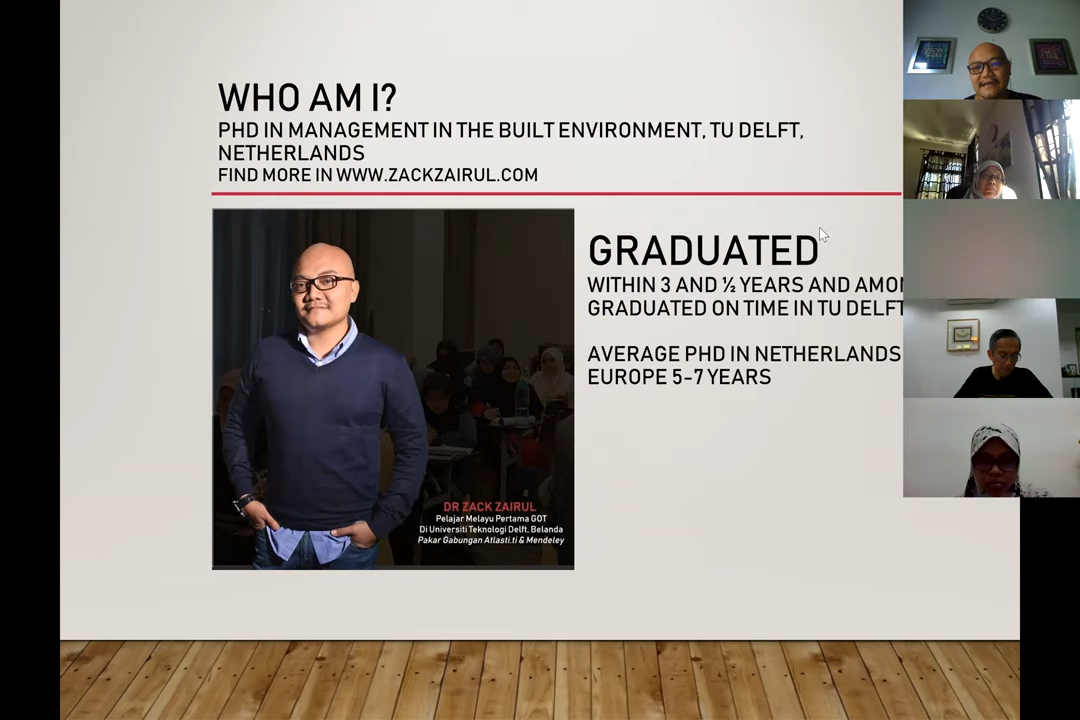 WHO AM I?
PHD IN MANAGEMENT IN THE BUILT ENVIRONMENT, TU DELFT,
NETHERLANDS
FIND MORE IN WWW.ZACKZAIRUL.COM
GRADUATED
WITHIN 3 AND ½ YEARS AND
GRADUATED ON TIME IN TU DELFT
AVERAGE PHD IN NETHERLANDS
EUROPE 5-7 YEARS
DR ZACK ZAIRUL
Pelajar Melayu Pertama GOT
Di Universiti Teknologi Delft, Belanda
Pakar Gabungan Atlasti.ti & Mendeley